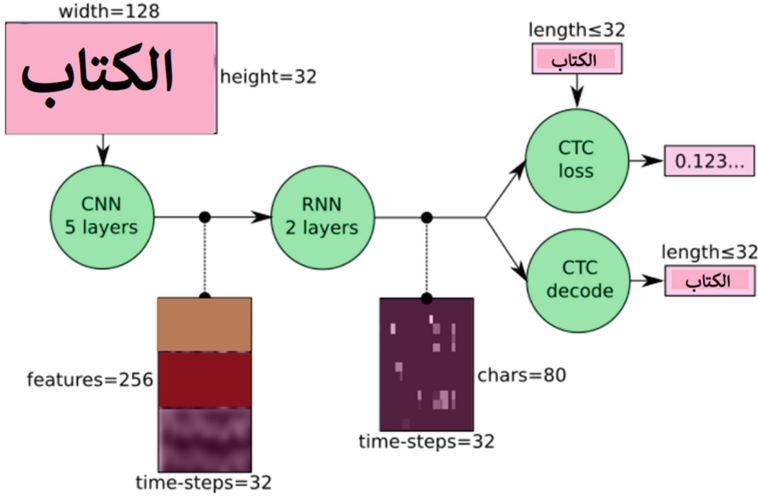 width=128
الكتاب
height=32
CNN
5 layers
RNN
2 layers
length≤32
الكتاب
CTC
loss
0.123...
CTC
decode
length≤32
الكتاب
features=256
time-steps=32
chars=80
time-steps=32